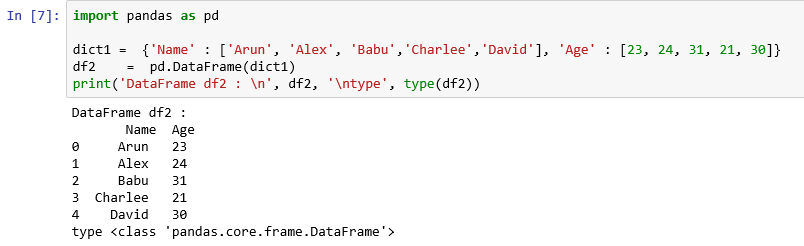 In [7]: import pandas as pd
dict1 =  {'Name' : ['Arun', 'Alex', 'Babu','Charlee','David'], 'Age' : [23, 24, 31, 21, 30]}
df2    =  pd.DataFrame(dict1)
print('DataFrame df2 : \n', df2, '\ntype', type(df2))
DataFrame df2 :
       Name  Age
0     Arun   23
1     Alex   24
2     Babu   31
3  Charlee   21
4    David   30
type <class 'pandas.core.frame.DataFrame'>